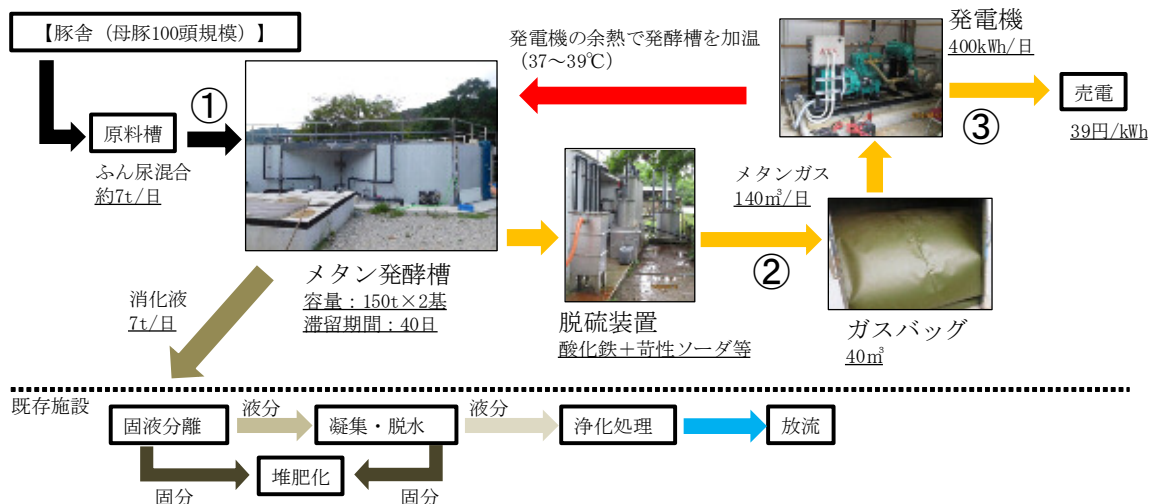 【豚舎（母豚100頭規模）】
原料槽
ふん尿混合
約7t/日
①
発電機の余熱で発酵槽を加温
（37～39℃）
発電機
400kWh/日
③
売電
39円/kWh
メタン発酵槽
容量：150t×2基
滞留期間：40日
脱硫装置
酸化鉄＋苛性ソーダ等
メタンガス
140㎥/日
②
ガスバッグ
40㎥
消化液
7t/日
既存施設
固液分離
液分
凝集・脱水
液分
浄化処理
放流
堆肥化
固分
固分